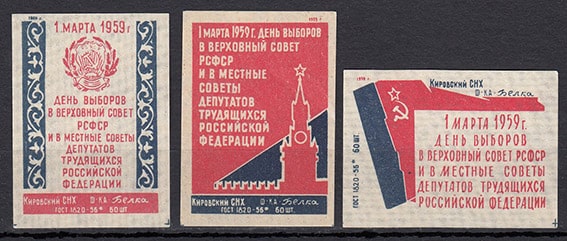 1 МАРТА 1959г.
ДЕНЬ ВЫБОРОВ
В ВЕРХОВНЫЙ СОВЕТ
РСФСР
И В МЕСТНЫЕ СОВЕТЫ
ДЕПУТАТОВ
ТРУДЯЩИХСЯ
РОССИЙСКОЙ
ФЕДЕРАЦИИ
КИРОВСКИЙ СНХ Ф-КА „Белка"
ГОСТ 1820-56* 60 ШТ.
1 МАРТА 1959 г. ДЕНЬ ВЫБОРОВ
В ВЕРХОВНЫЙ СОВЕТ
РСФСР
И В МЕСТНЫЕ
СОВЕТЫ
ДЕПУТАТОВ
ТРУДЯЩИХСЯ
РОССИЙСКОЙ
ФЕДЕРАЦИИ
КИРОВСКИЙ СНХ Ф-КА „Белка"
ГОСТ 1820-56* 60 ШТ.
КИРОВСКИЙ СНХ Ф-КА „Белка"
ГОСТ 1820-56* 60 ШТ.
1 МАРТА 1959г.
ДЕНЬ ВЫБОРОВ
В ВЕРХОВНЫЙ СОВЕТ РСФСР
И В МЕСТНЫЕ СОВЕТЫ
ДЕПУТАТОВ ТРУДЯЩИХСЯ
РОССИЙСКОЙ ФЕДЕРАЦИИ